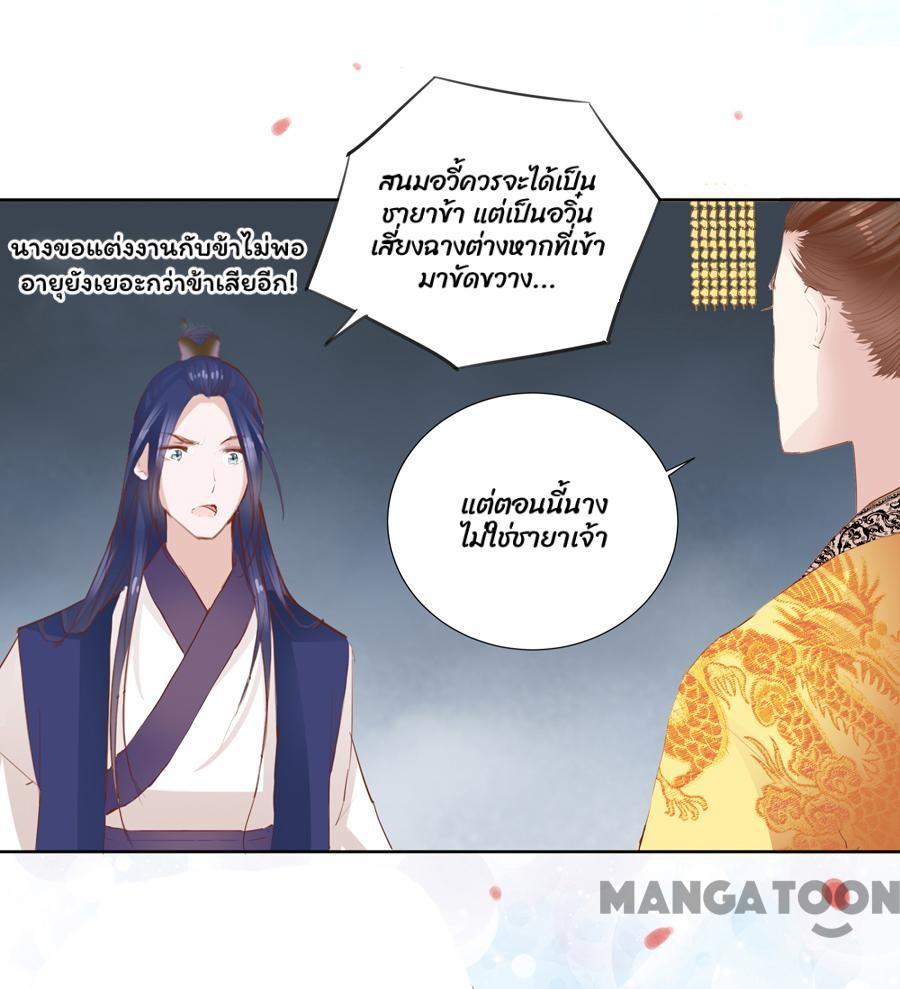 สนมอวี้ควรจะได้เป็น
ชายาข้า แต่เป็นอวิ๋น
เสี่ยงฉางต่างหากที่เข้า
มาขัดขวาง...
นางขอแต่งงานกับข้าไม่พอ
อายุยังเยอะกว่าข้าเสียอีก!
แต่ตอนนี้นาง
ไม่ใช่ชายาเจ้า
MANGATOON